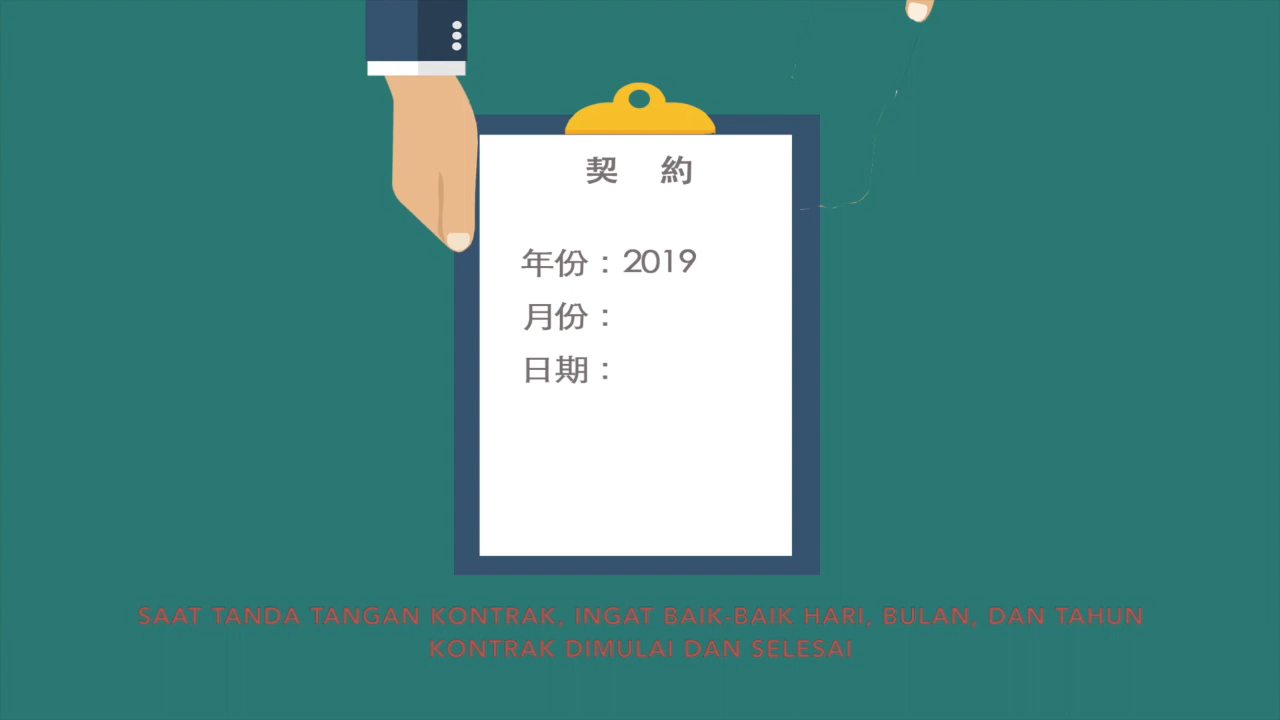 契 約
年份：2019
月份：
日期：
SAAT TANDA TANGAN KONTRAK, INGAT BAIK-BAIK HARI, BULAN, DAN TAHUN
KONTRAK DIMULAI DAN SELESAI